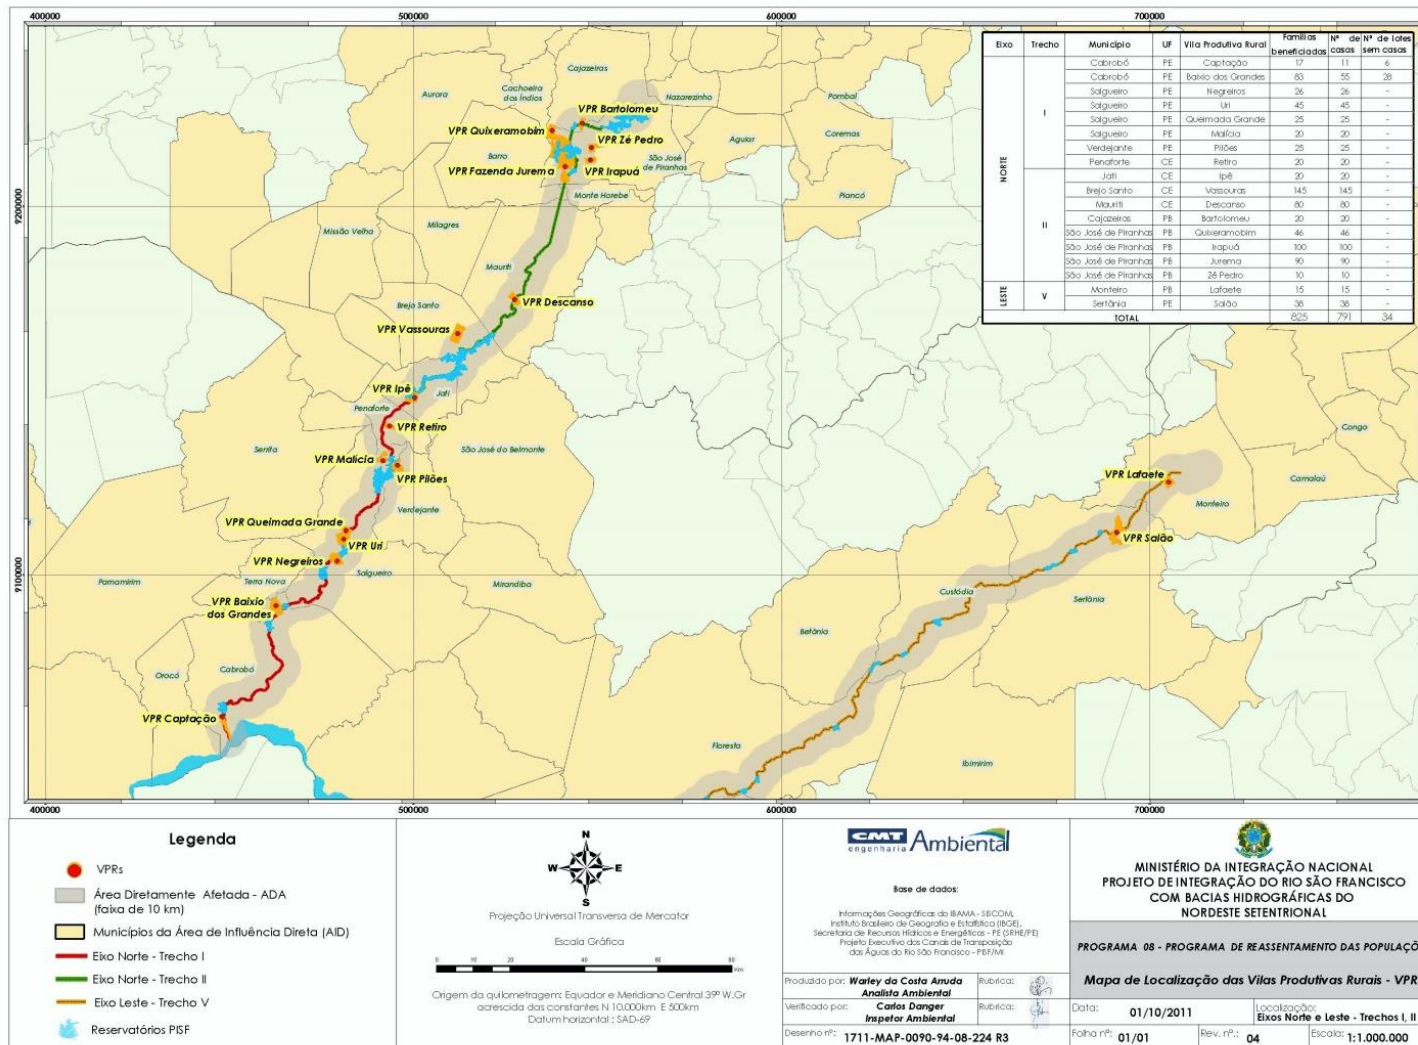 400000
500000
600000
700000
Eixo Trecho Município UF Vila Produtiva Rural Famílias beneficiadas Nº de casas Nº de lotes sem casas
NORTE
I
Cabrobó PE Captação 17 11 6
Cabrobó PE Baixio dos Grandes 83 55 28
Salgueiro PE Negreiros 26 26 -
Salgueiro PE Uri 45 45 -
Salgueiro PE Queimada Grande 25 25 -
Salgueiro PE Malícia 20 20 -
Verdejante PE Pilões 25 25 -
Penaforte CE Retiro 20 20 -
II
Jati CE Ipê 20 20 -
Brejo Santo CE Vassouras 145 145 -
Mauriti CE Descanso 80 80 -
Cajazeiras PB Bartolomeu 20 20 -
São José de Piranhas PB Quixeramobim 46 46 -
São José de Piranhas PB Irapuá 100 100 -
São José de Piranhas PB Jurema 90 90 -
São José de Piranhas PB Zé Pedro 10 10 -
LESTE
V
Monteiro PB Lafaete 15 15 -
Sertânia PE Salão 38 38 -
TOTAL 825 791 34
Cajazeiras
Aurora
Cachoeira
dos Índios
Nazarezinho
Pombal
VPR Bartolomeu
VPR Quixeramobim
VPR Zé Pedro
Aguiar
Coremas
Barro
VPR Fazenda Jurema
VPR Irapuá
São José
de Piranhas
Monte Horebe
Piancó
9200000
9200000
Missão Velha
Milagres
Mauriti
Brejo Santo
VPR Descanso
VPR Vassouras
VPR Ipê
Jati
Penaforte
VPR Retiro
Serrita
VPR Malícia
São José do Belmonte
VPR Pilões
Verdejante
VPR Queimada Grande
VPR Uri
VPR Negreiros
Salgueiro
Parnamirim
Terra Nova
Mirandiba
VPR Baixio
dos Grandes
Orocó
Cabrobó
VPR Captação
Congo
VPR Lafaete
Camalaú
Monteiro
VPR Salão
Custódia
Sertânia
Betânia
Floresta
Ibimirim
9100000
9100000
400000
500000
600000
700000
Legenda
VPRs
Área Diretamente Afetada - ADA
(faixa de 10 km)
Municípios da Área de Influência Direta (AID)
Eixo Norte - Trecho I
Eixo Norte - Trecho II
Eixo Leste - Trecho V
Reservatórios PISF
N
W
E
S
Projeção Universal Transversa de Mercator
Escala Gráfica
0 10 20 40 60 80
Km
Origem da quilometragem: Equador e Meridiano Central 39º W.Gr
acrescida das constantes N 10.000km E 500km
Datum horizontal : SAD-69
CMT
engenharia Ambiental
Base de dados:
Informações Geográficas do IBAMA - SISCOM,
Instituto Brasileiro de Geografia e Estatística (IBGE),
Secretaria de Recursos Hídricos e Energéticos - PE (SRHE/PE)
Projeto Executivo dos Canais de Transposição
das Águas do Rio São Francisco - PISF/MI
Produzido por: Warley da Costa Arruda
Analista Ambiental
Rubrica:
Verificado por: Carlos Danger
Inspetor Ambiental
Rubrica:
Desenho nº: 1711-MAP-0090-94-08-224 R3
MINISTÉRIO DA INTEGRAÇÃO NACIONAL
PROJETO DE INTEGRAÇÃO DO RIO SÃO FRANCISCO
COM BACIAS HIDROGRÁFICAS DO
NORDESTE SETENTRIONAL
PROGRAMA 08 - PROGRAMA DE REASSENTAMENTO DAS POPULAÇÕ
Mapa de Localização das Vilas Produtivas Rurais - VPR
Data: 01/10/2011
Localização:
Eixos Norte e Leste - Trechos I, II
Folha nº: 01/01
Rev. nº.: 04
Escala: 1:1.000.000